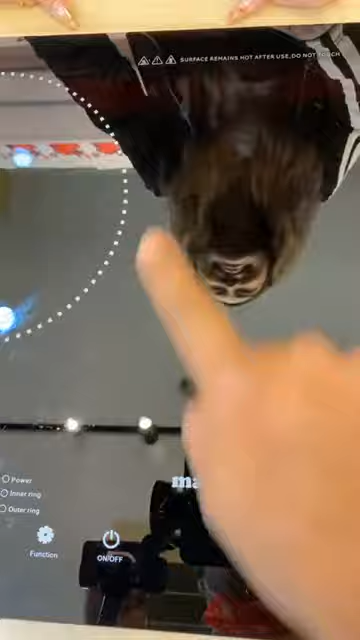 SURFACE REMAINS HOT AFTER USE, DO NOT TOUCH
Power
Inner ring
Outer ring
Function
ON/OFF